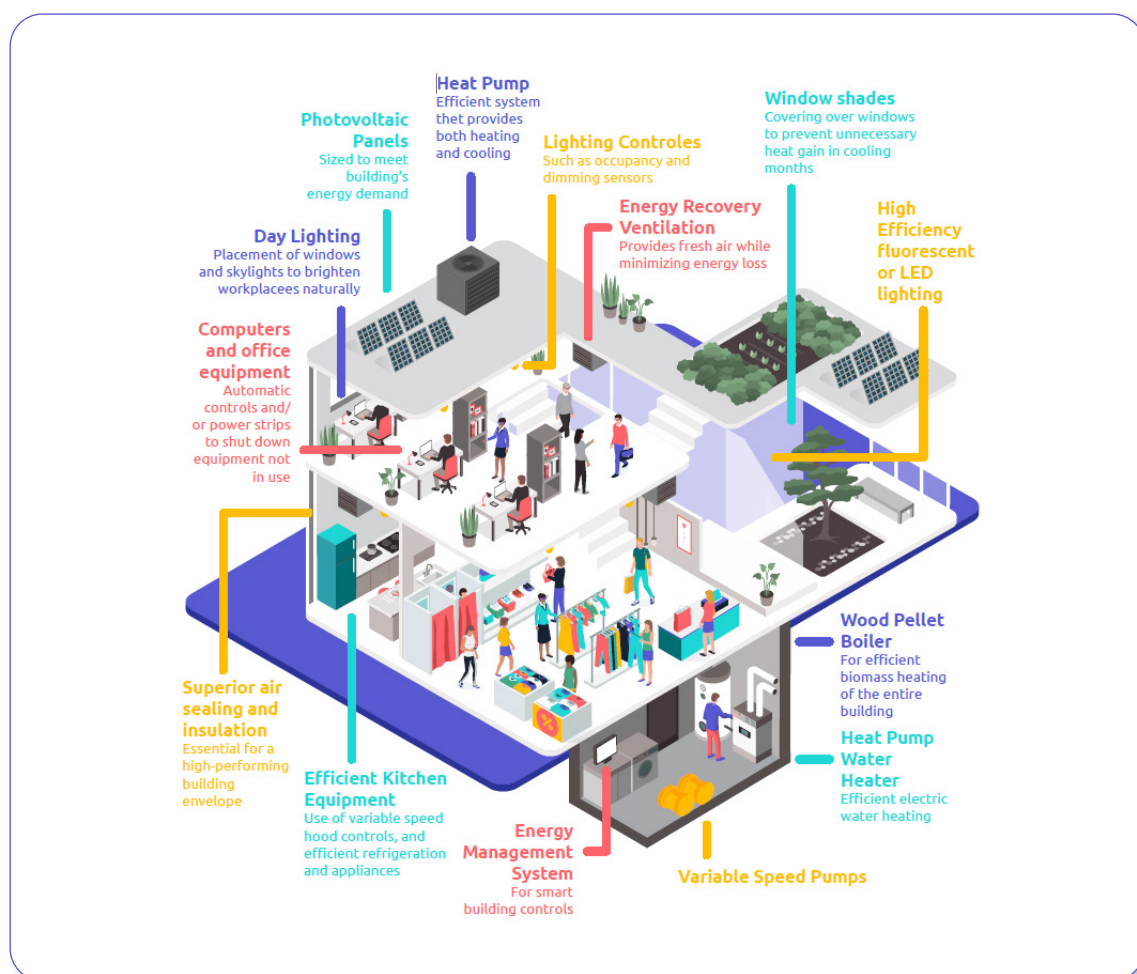 Heat Pump
Efficient system
thet provides
both heating
and cooling
Photovoltaic
Panels
Sized to meet
building's
energy demand
Lighting Controles
Such as occupancy and
dimming sensors
Window shades
Covering over windows
to prevent unnecessary
heat gain in cooling
months
Day Lighting
Placement of windows
and skylights to brighten
workplacees naturally
Energy Recovery
Ventilation
Provides fresh air while
minimizing energy loss
High
Efficiency
fluorescent
or LED
lighting
Computers
and office
equipment
Automatic
controls and/
or power strips
to shut down
equipment not
in use
Superior air
sealing and
insulation
Essential for a
high-performing
building
envelope
Efficient Kitchen
Equipment
Use of variable speed
hood controls, and
efficient refrigeration
and appliances
Energy
Management
System
For smart
building controls
Wood Pellet
Boiler
For efficient
biomass heating
of the entire
building
Heat Pump
Water
Heater
Efficient electric
water heating
Variable Speed Pumps
%